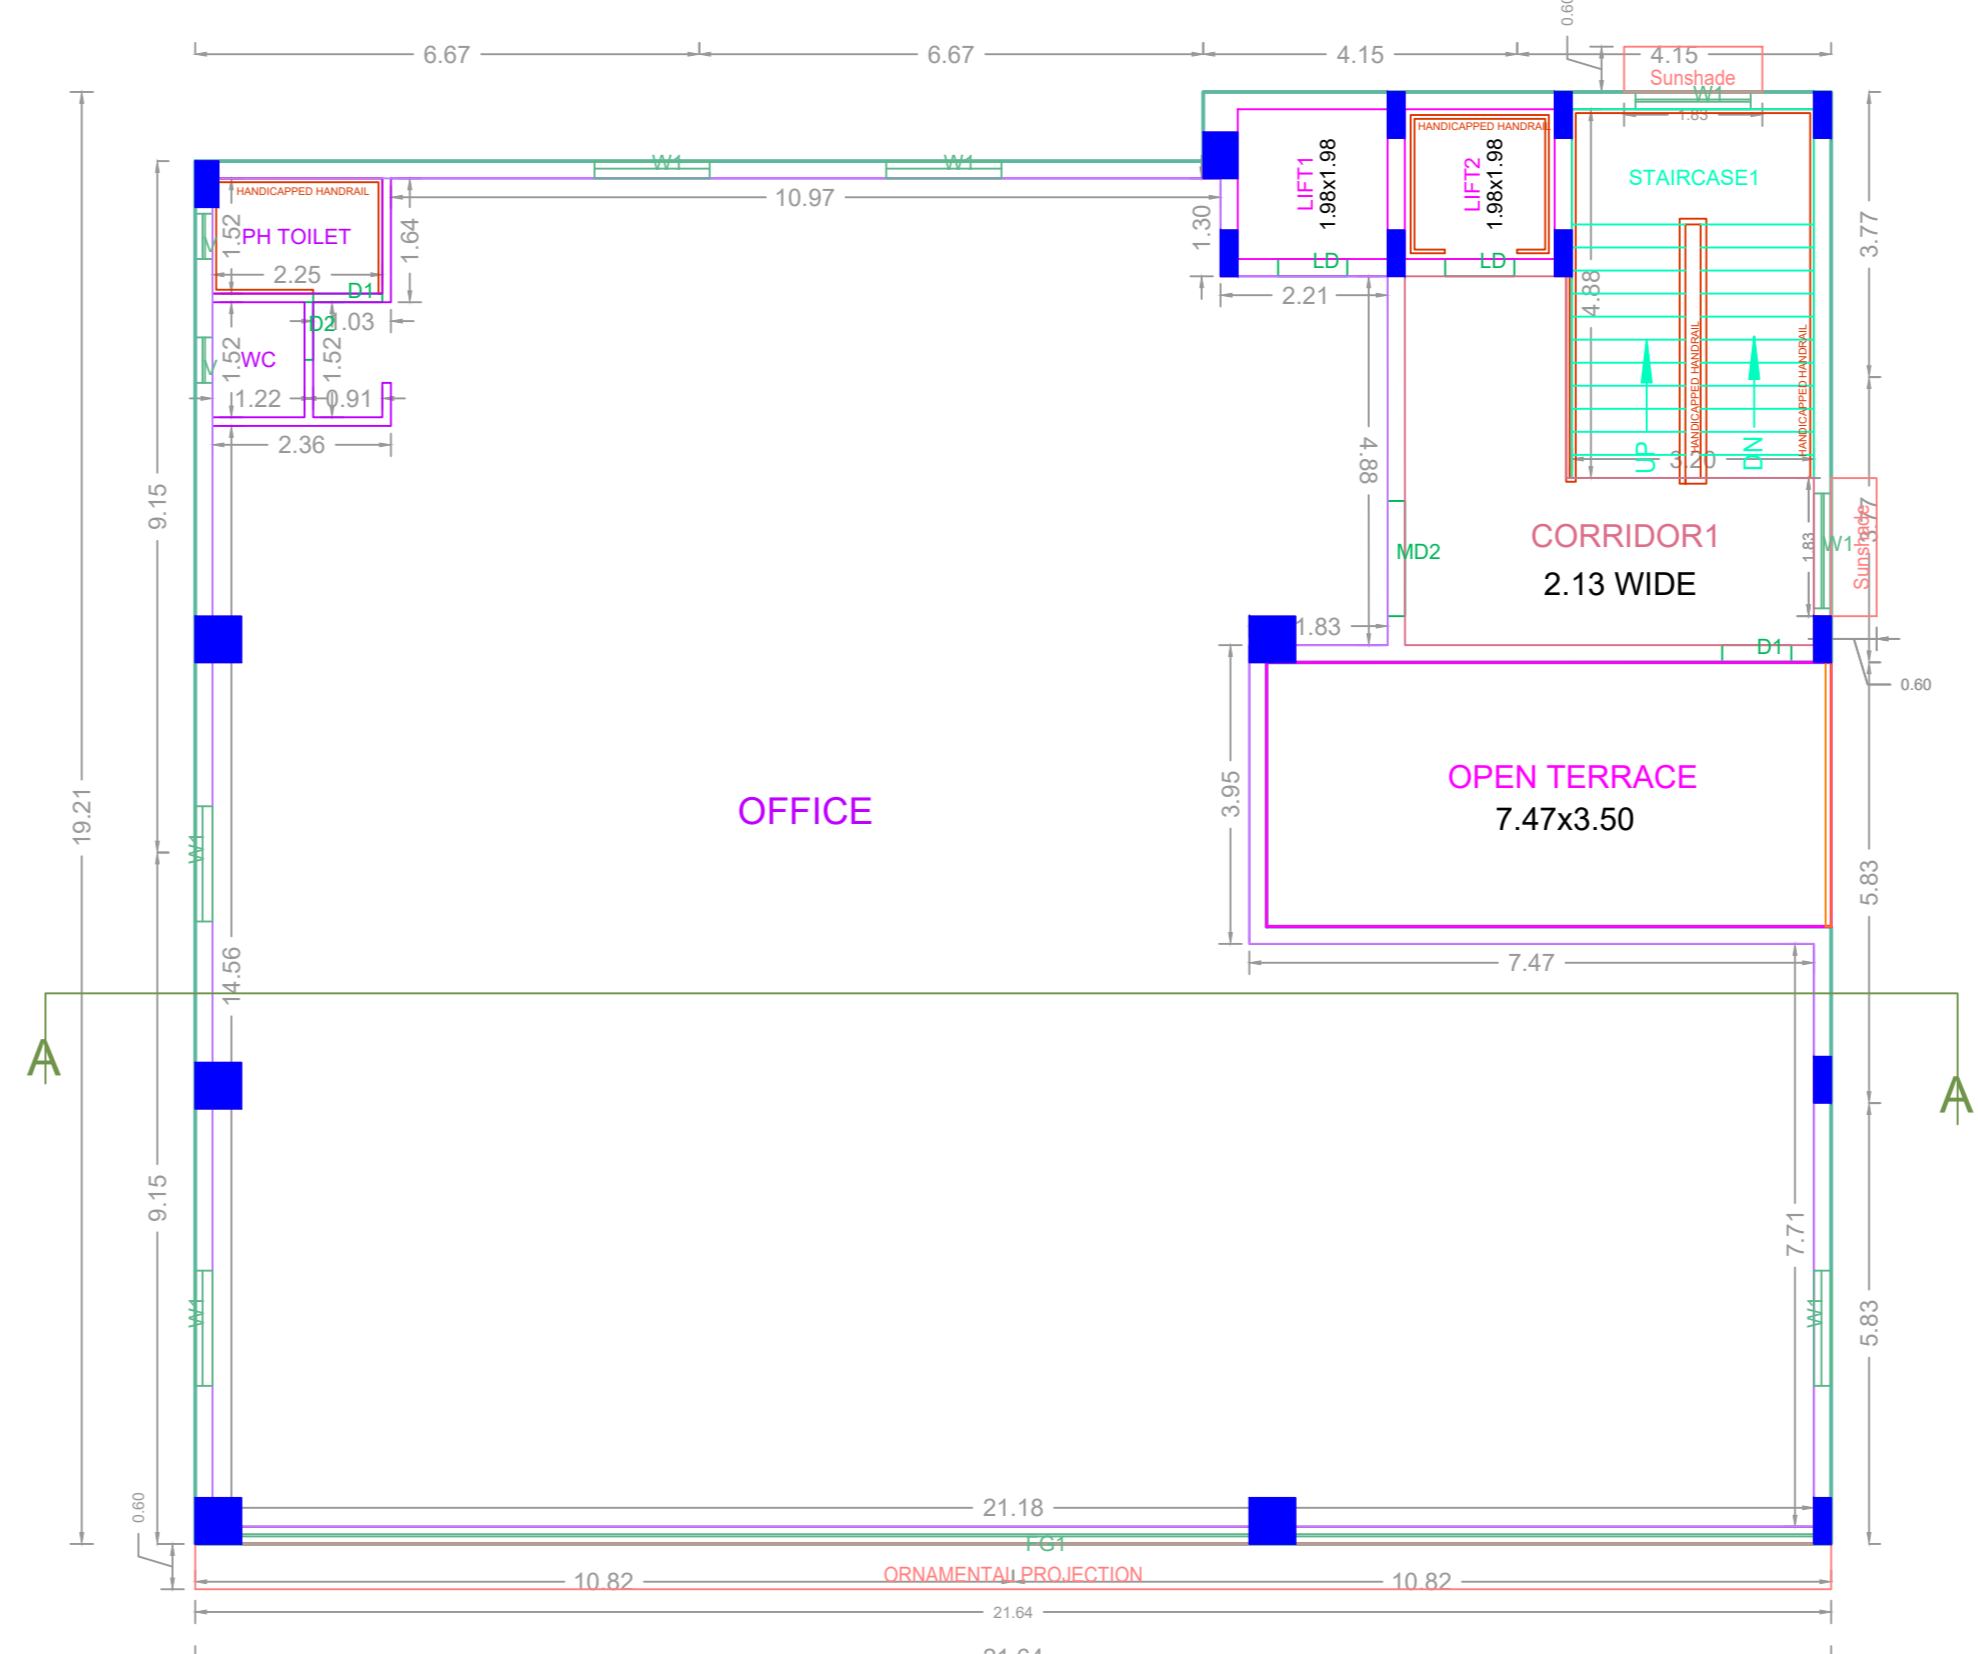 0.60
6.67
6.67
4.15
4.15
Sunshade
W1
1.83
HANDICAPPED HANDRAIL
W1
W1
HANDICAPPED HANDRAIL
10.97
LIFT1
1.98x1.98
LIFT2
1.98x1.98
STAIRCASE1
1.52
PH TOILET
1.64
1.30
3.77
2.25
LD
LD
D1
2.21
4.88
D2
1.03
WC
1.52
1.52
HANDICAPPED HANDRAIL
HANDICAPPED HANDRAIL
1.22
0.91
2.36
4.88
UP
3.20
DN
9.15
CORRIDOR1
2.13 WIDE
MD2
1.83
W1
Sunshade
3.77
1.83
D1
0.60
OPEN TERRACE
7.47x3.50
3.95
OFFICE
19.21
W1
5.83
7.47
14.56
A
A
9.15
7.71
W1
W1
5.83
0.60
21.18
FG1
ORNAMENTAL PROJECTION
10.82
10.82
21.64
21.64